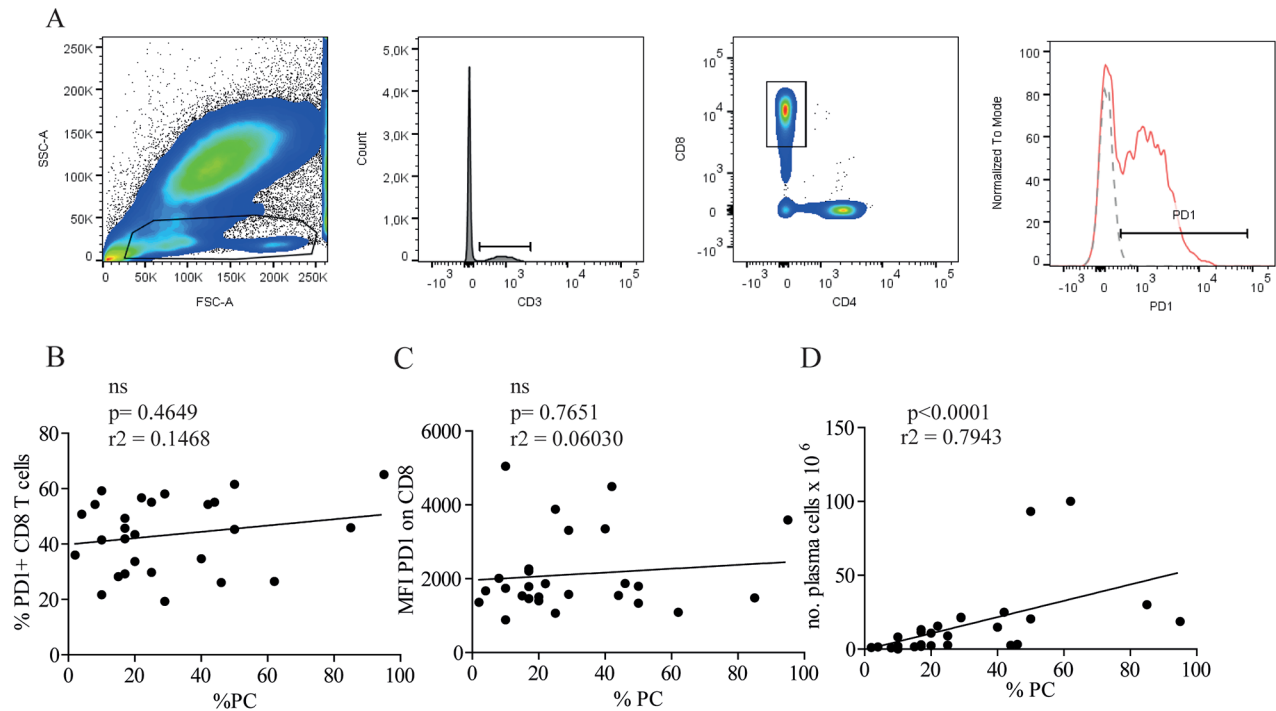 A
250K
200K
150K
100K
50K
0
0 50K 100K 150K 200K 250K
SSC-A
FSC-A
5,0K
4,0K
3,0K
2,0K
1,0K
0
-10³ 0 10³ 10⁴ 10⁵
Count
CD3
10⁵
10⁴
10³
0
-10³
-10³ 0 10³ 10⁴ 10⁵
CD8
CD4
100
80
60
40
20
0
PD1
-10³ 0 10³ 10⁴ 10⁵
Normalized To Mode
PD1
B
ns
p= 0.4649
r2 = 0.1468
80
60
40
20
0
0 20 40 60 80 100
% PD1+ CD8 T cells
%PC
C
ns
p= 0.7651
r2 = 0.06030
6000
4000
2000
0
0 20 40 60 80 100
MFI PD1 on CD8
% PC
D
p<0.0001
r2 = 0.7943
150
100
50
0
0 20 40 60 80 100
no. plasma cells x 10⁶
% PC